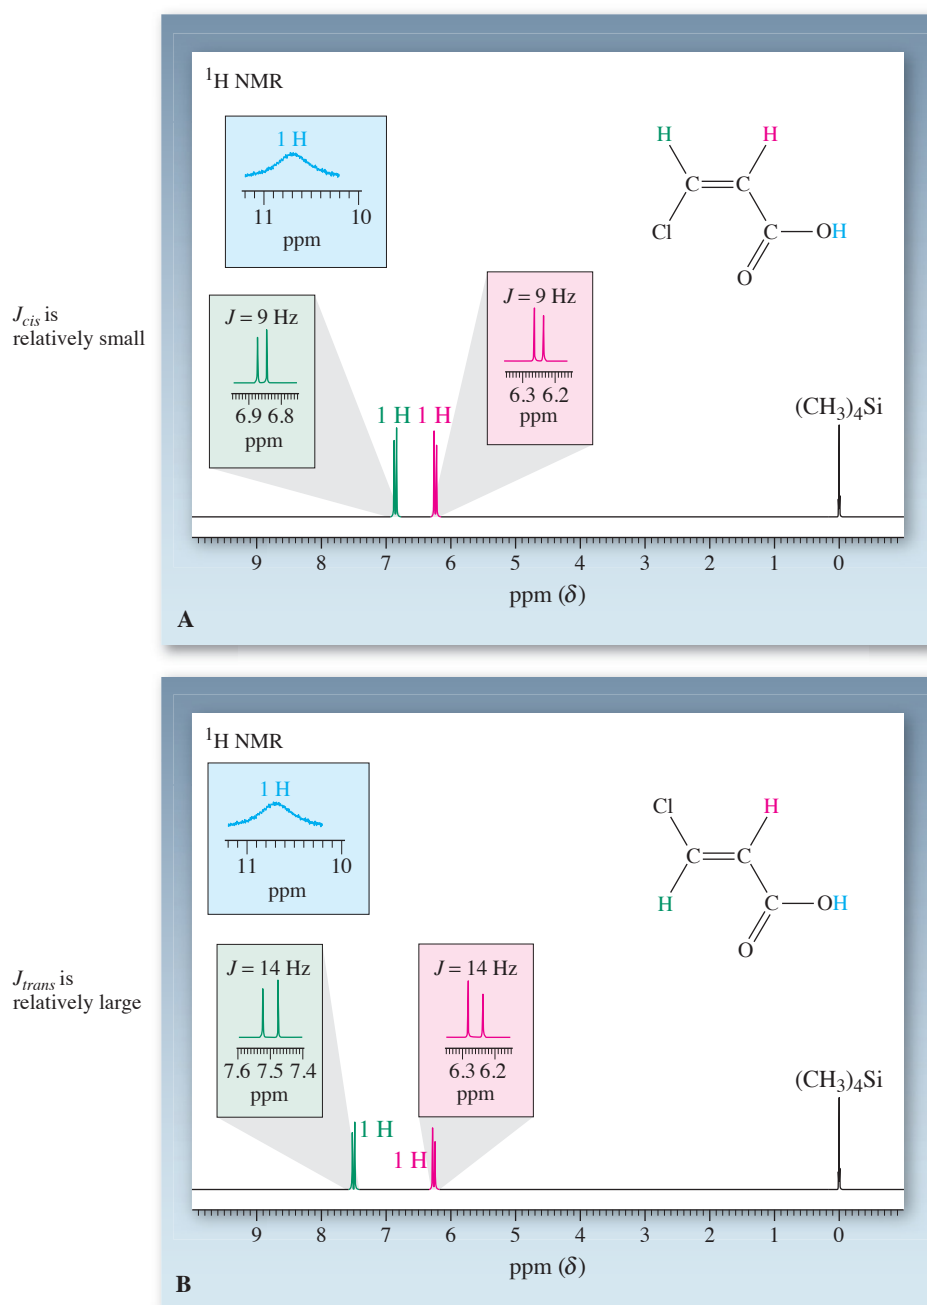 ¹H NMR
1 H
11 10
ppm
H H
C C
Cl C OH
O
J_cis is
relatively small
J = 9 Hz
6.9 6.8
ppm
J = 9 Hz
6.3 6.2
ppm
1 H 1 H
(CH₃)₄Si
9 8 7 6 5 4 3 2 1 0
ppm (δ)
A
¹H NMR
1 H
11 10
ppm
Cl H
C C
H C OH
O
J_trans is
relatively large
J = 14 Hz
7.6 7.5 7.4
ppm
J = 14 Hz
6.3 6.2
ppm
(CH₃)₄Si
1 H
1 H
9 8 7 6 5 4 3 2 1 0
ppm (δ)
B